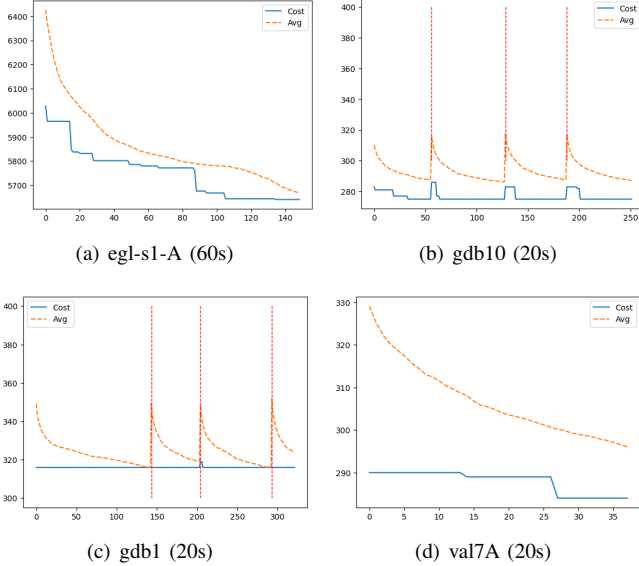 6400
6300
6200
6100
6000
5900
5800
5700
0 20 40 60 80 100 120 140
Cost
Avg
(a) egl-s1-A (60s)
400
380
360
340
320
300
280
0 50 100 150 200 250
Cost
Avg
(b) gdb10 (20s)
400
380
360
340
320
300
0 50 100 150 200 250 300
Cost
Avg
(c) gdb1 (20s)
330
320
310
300
290
0 5 10 15 20 25 30 35
Cost
Avg
(d) val7A (20s)